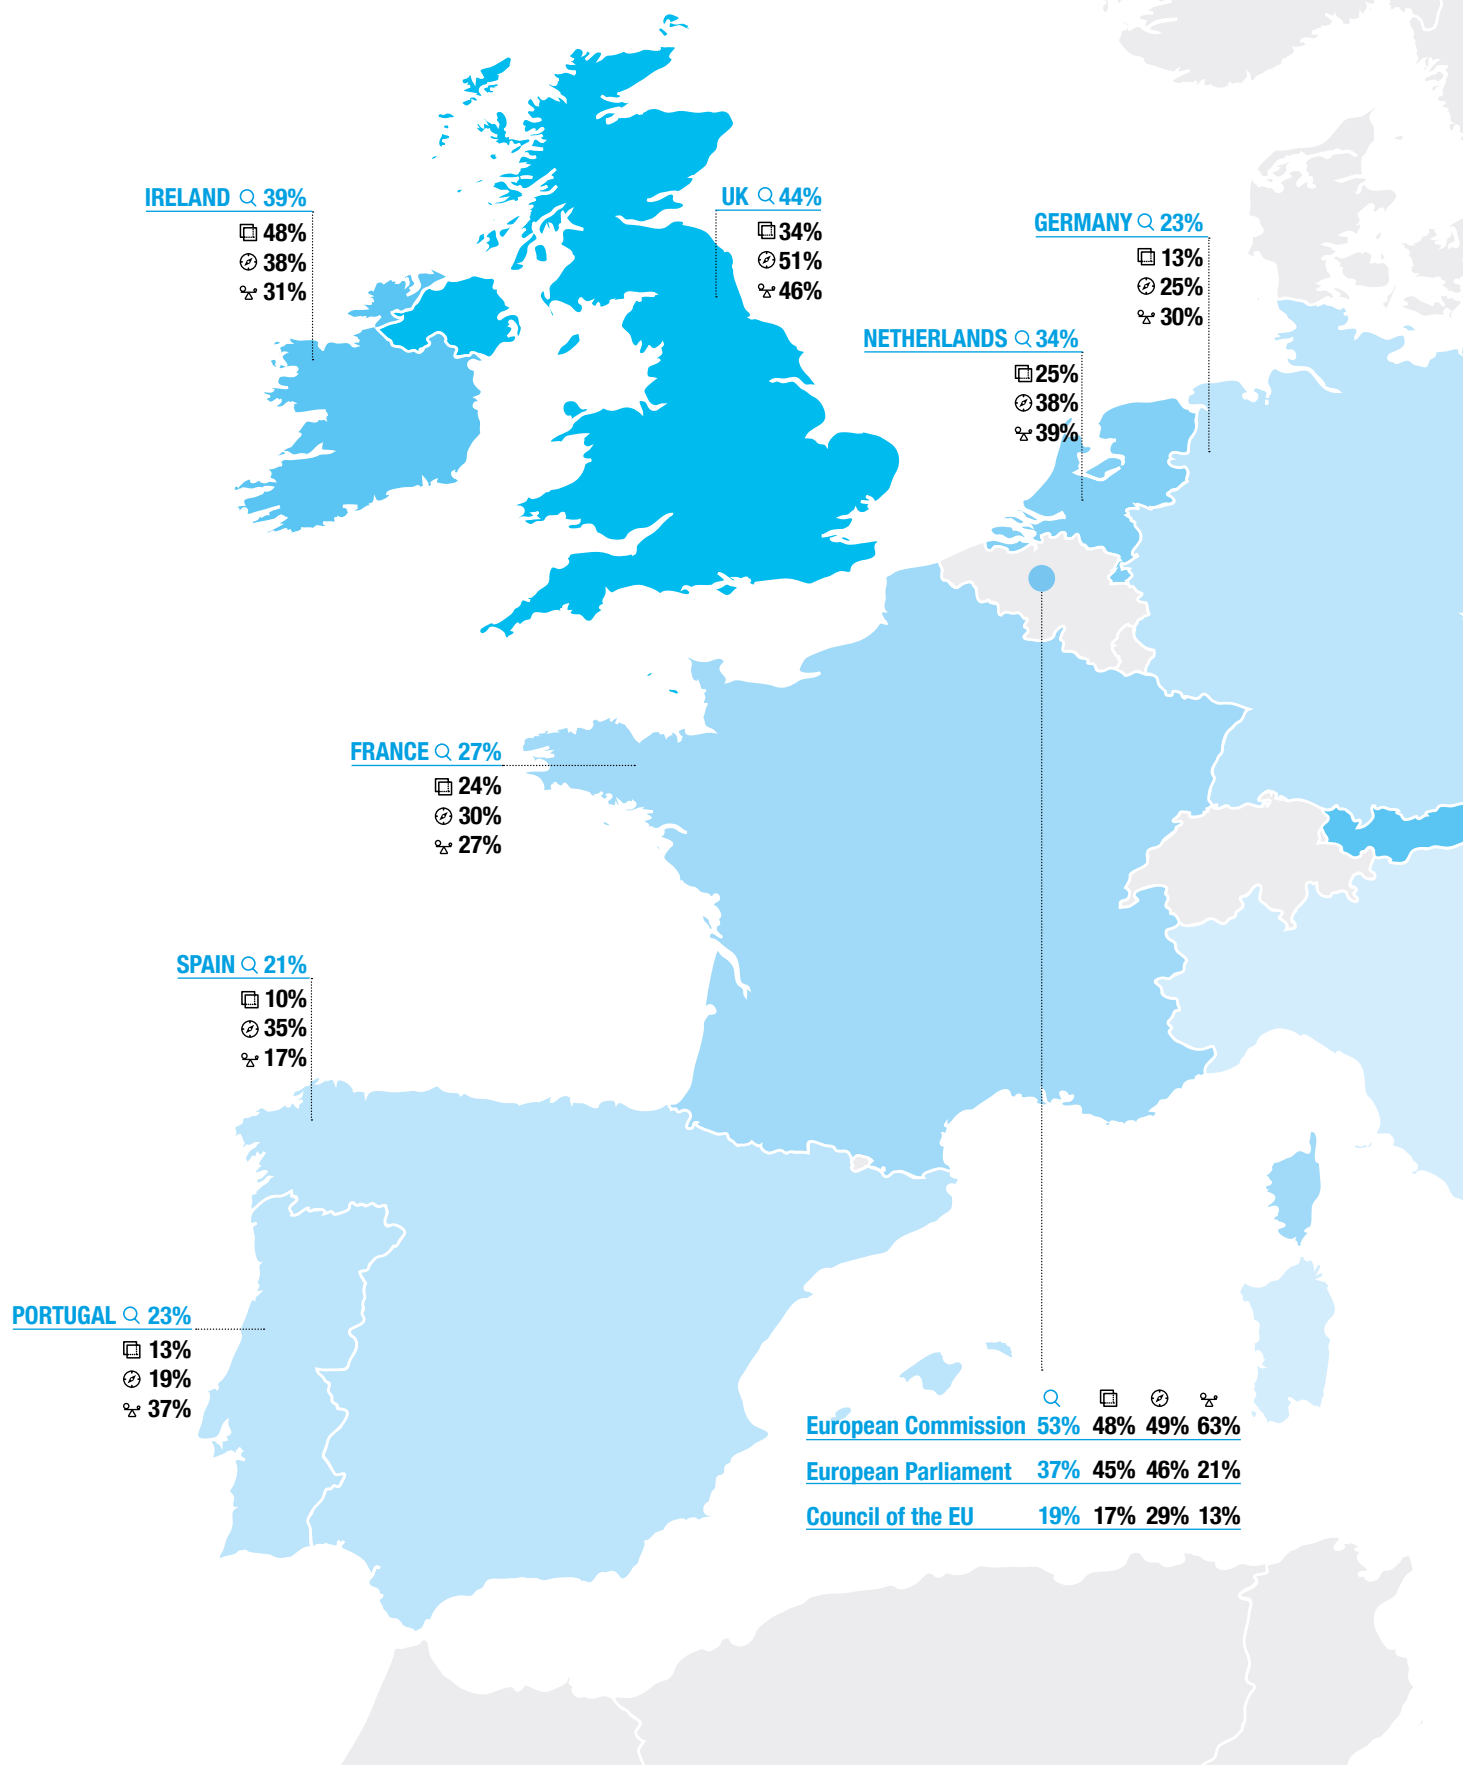 IRELAND 39%
48%
38%
31%
UK 44%
34%
51%
46%
GERMANY 23%
13%
25%
30%
NETHERLANDS 34%
25%
38%
39%
FRANCE 27%
24%
30%
27%
SPAIN 21%
10%
35%
17%
PORTUGAL 23%
13%
19%
37%
European Commission 53% 48% 49% 63%
European Parliament 37% 45% 46% 21%
Council of the EU 19% 17% 29% 13%